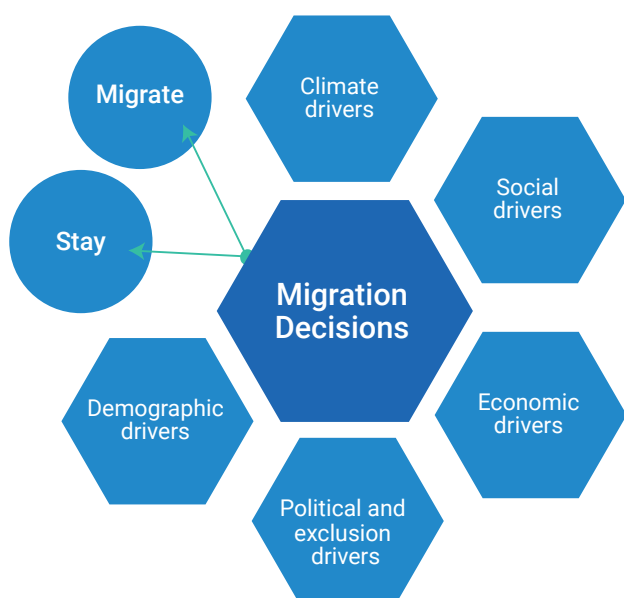 Migrate
Stay
Climate
drivers
Social
drivers
Migration
Decisions
Economic
drivers
Demographic
drivers
Political and
exclusion
drivers